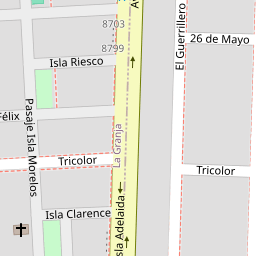 8703
26 de Mayo
8799
Isla Riesco
El Guerrillero
Félix
Pasaje Isla Morelos
La Granja
Tricolor
Tricolor
Isla Clarence
Isla Adelaida